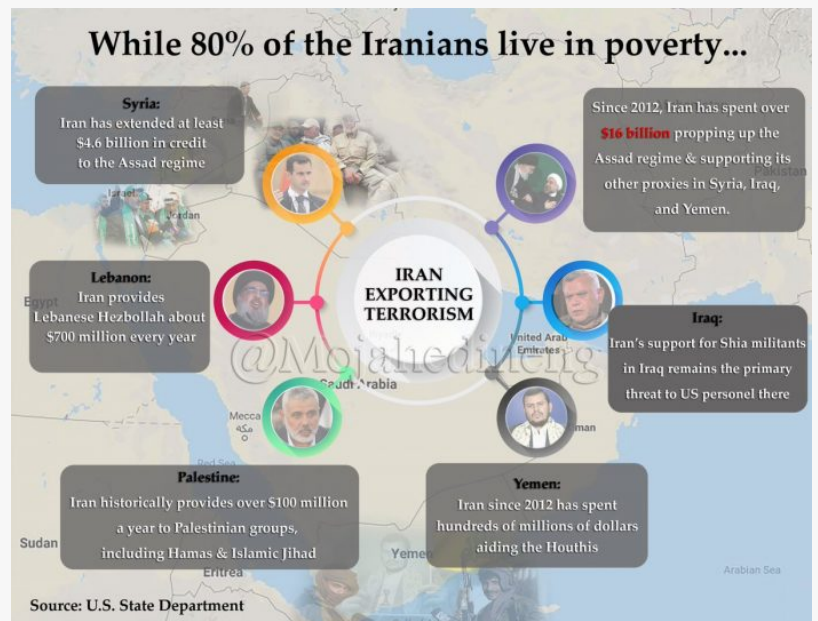 While 80% of the Iranians live in poverty...
Syria:
Iran has extended at least
$4.6 billion in credit
to the Assad regime
Since 2012, Iran has spent over
$16 billion propping up the
Assad regime & supporting its
other proxies in Syria, Iraq,
and Yemen.
Pakistan
Israel
Jordan
Lebanon:
Iran provides
Lebanese Hezbollah about
$700 million every year
Egypt
IRAN
EXPORTING
TERRORISM
Iraq:
Iran's support for Shia militants
in Iraq remains the primary
threat to US personel there
United Arab
Emirates
@Mojahedineng
Saudi Arabia
Mecca
مكة
man
Red Sea
Palestine:
Iran historically provides over $100 million
a year to Palestinian groups,
including Hamas & Islamic Jihad
Yemen:
Iran since 2012 has spent
hundreds of millions of dollars
aiding the Houthis
Sudan
Eritrea
Yemen
Arabian Sea
Source: U.S. State Department